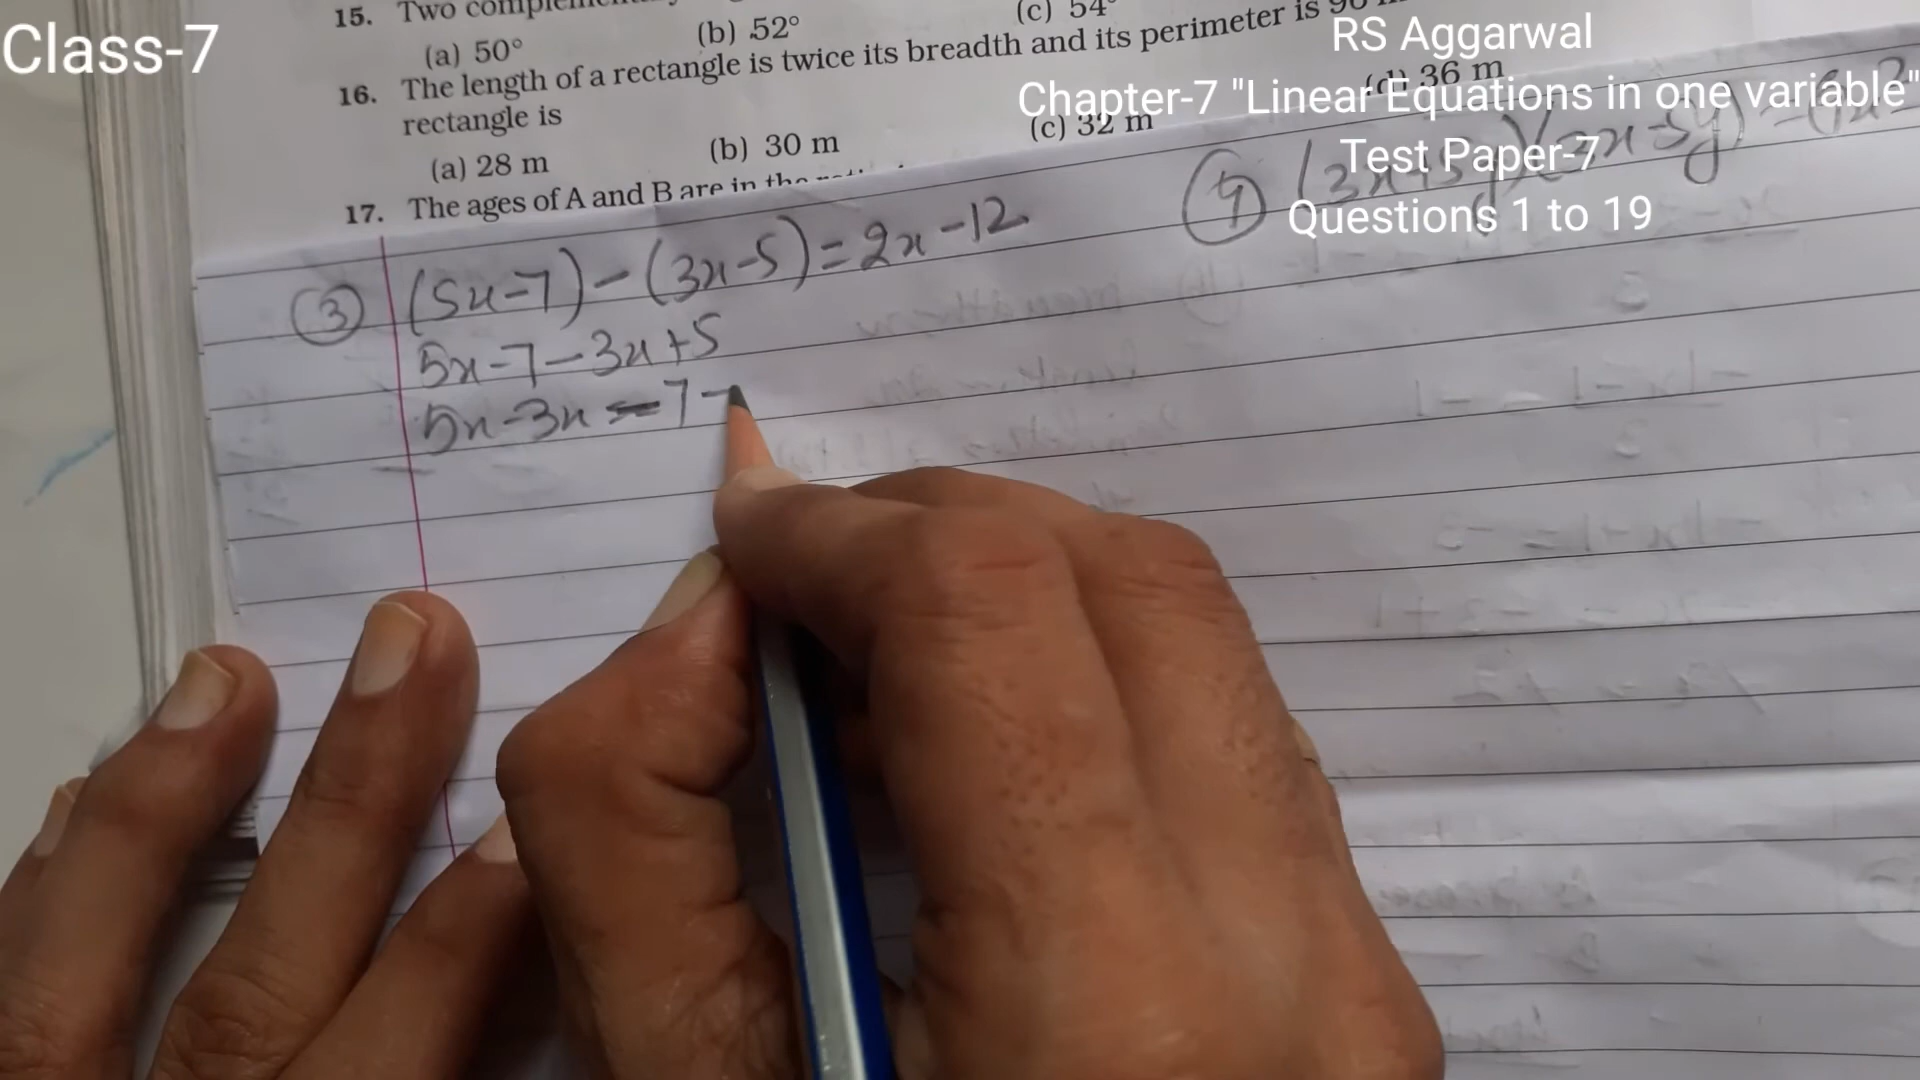 Class-7
RS Aggarwal
Chapter-7 "Linear Equations in one variable"
Test Paper-7
Questions 1 to 19
15. Two
(a) 50° (b) 52° (c) 54°
16. The length of a rectangle is twice its breadth and its perimeter is
rectangle is
(a) 28 m (b) 30 m (c) 32 m (d) 36 m
17. The ages of A and B are in the
③ (5x-7)-(3x-5)=2x-12
5x-7-3x+5
5x-3x-7-
④